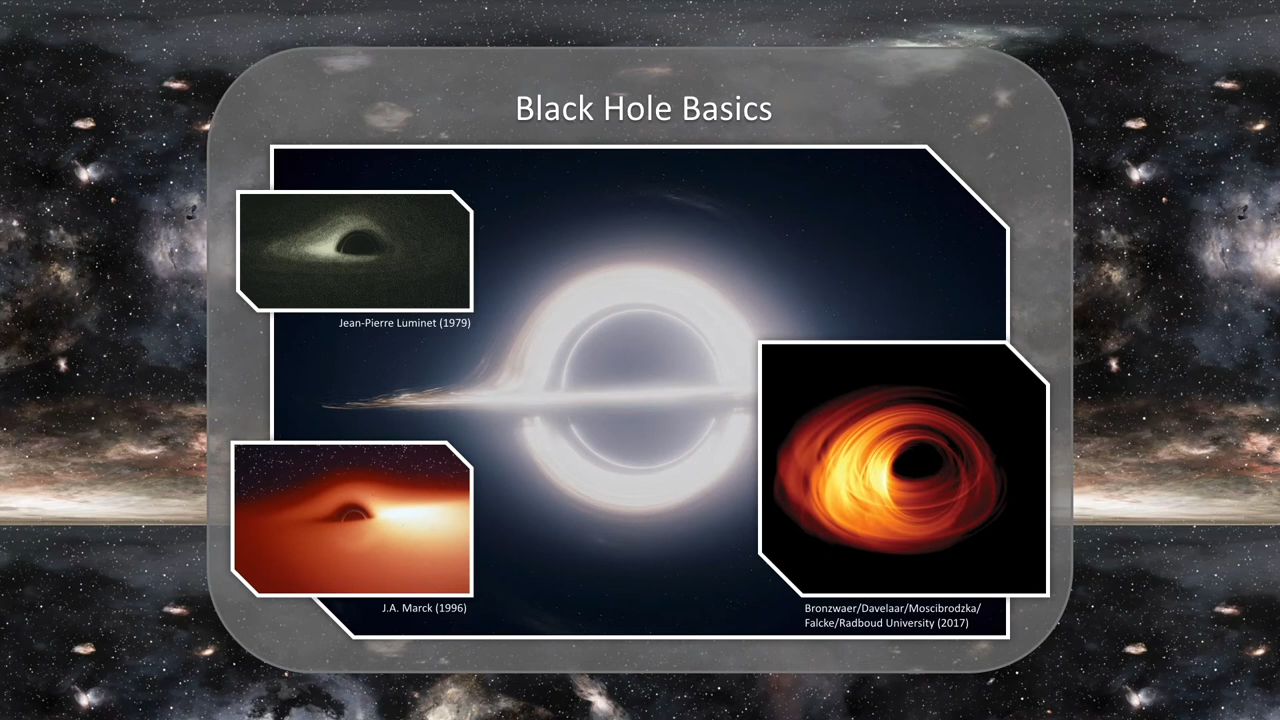 Black Hole Basics
Jean-Pierre Luminet (1979)
J.A. Marck (1996)
Bronzwaer/Davelaar/Moscibrodzka/
Falcke/Radboud University (2017)